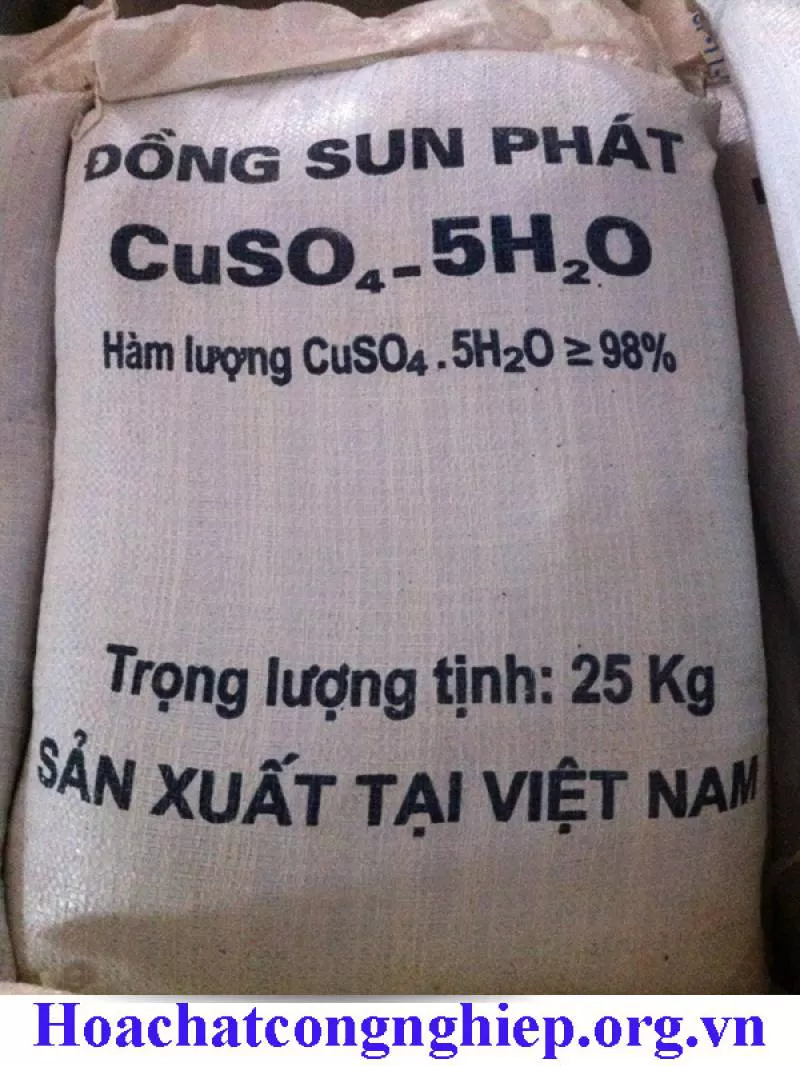 ĐỒNG SUN PHÁT
CuSO₄-5H₂O
Hàm lượng CuSO₄.5H₂O ≥ 98%
Trọng lượng tịnh: 25 Kg
SẢN XUẤT TẠI VIỆT NAM
Hoachatcongnghiep.org.vn